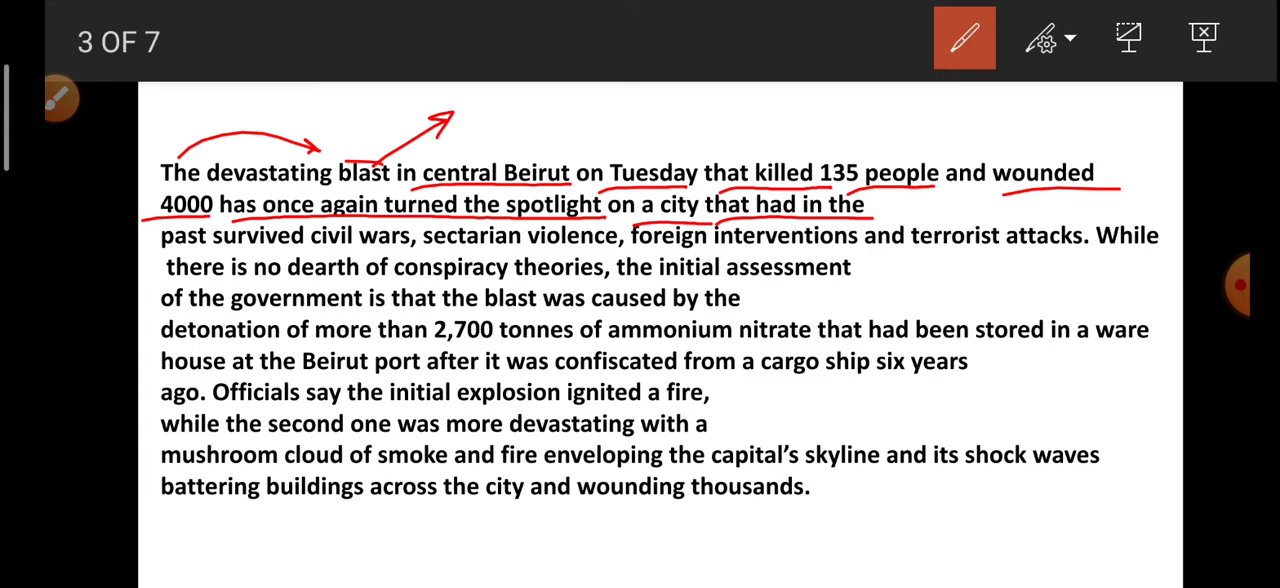 3 OF 7
The devastating blast in central Beirut on Tuesday that killed 135 people and wounded
4000 has once again turned the spotlight on a city that had in the
past survived civil wars, sectarian violence, foreign interventions and terrorist attacks. While
there is no dearth of conspiracy theories, the initial assessment
of the government is that the blast was caused by the
detonation of more than 2,700 tonnes of ammonium nitrate that had been stored in a ware
house at the Beirut port after it was confiscated from a cargo ship six years
ago. Officials say the initial explosion ignited a fire,
while the second one was more devastating with a
mushroom cloud of smoke and fire enveloping the capital’s skyline and its shock waves
battering buildings across the city and wounding thousands.